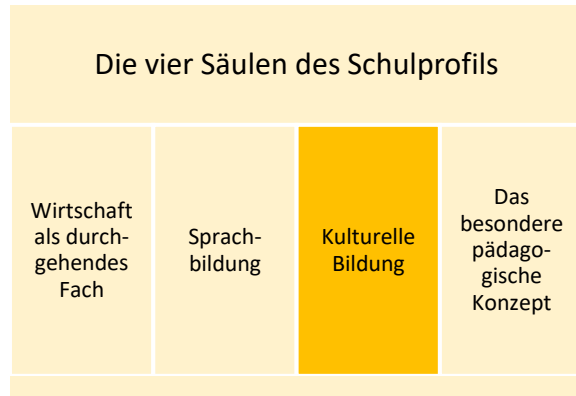 Die vier Säulen des Schulprofils
Wirtschaft
als durch-
gehendes
Fach
Sprach-
bildung
Kulturelle
Bildung
Das
besondere
pädago-
gische
Konzept